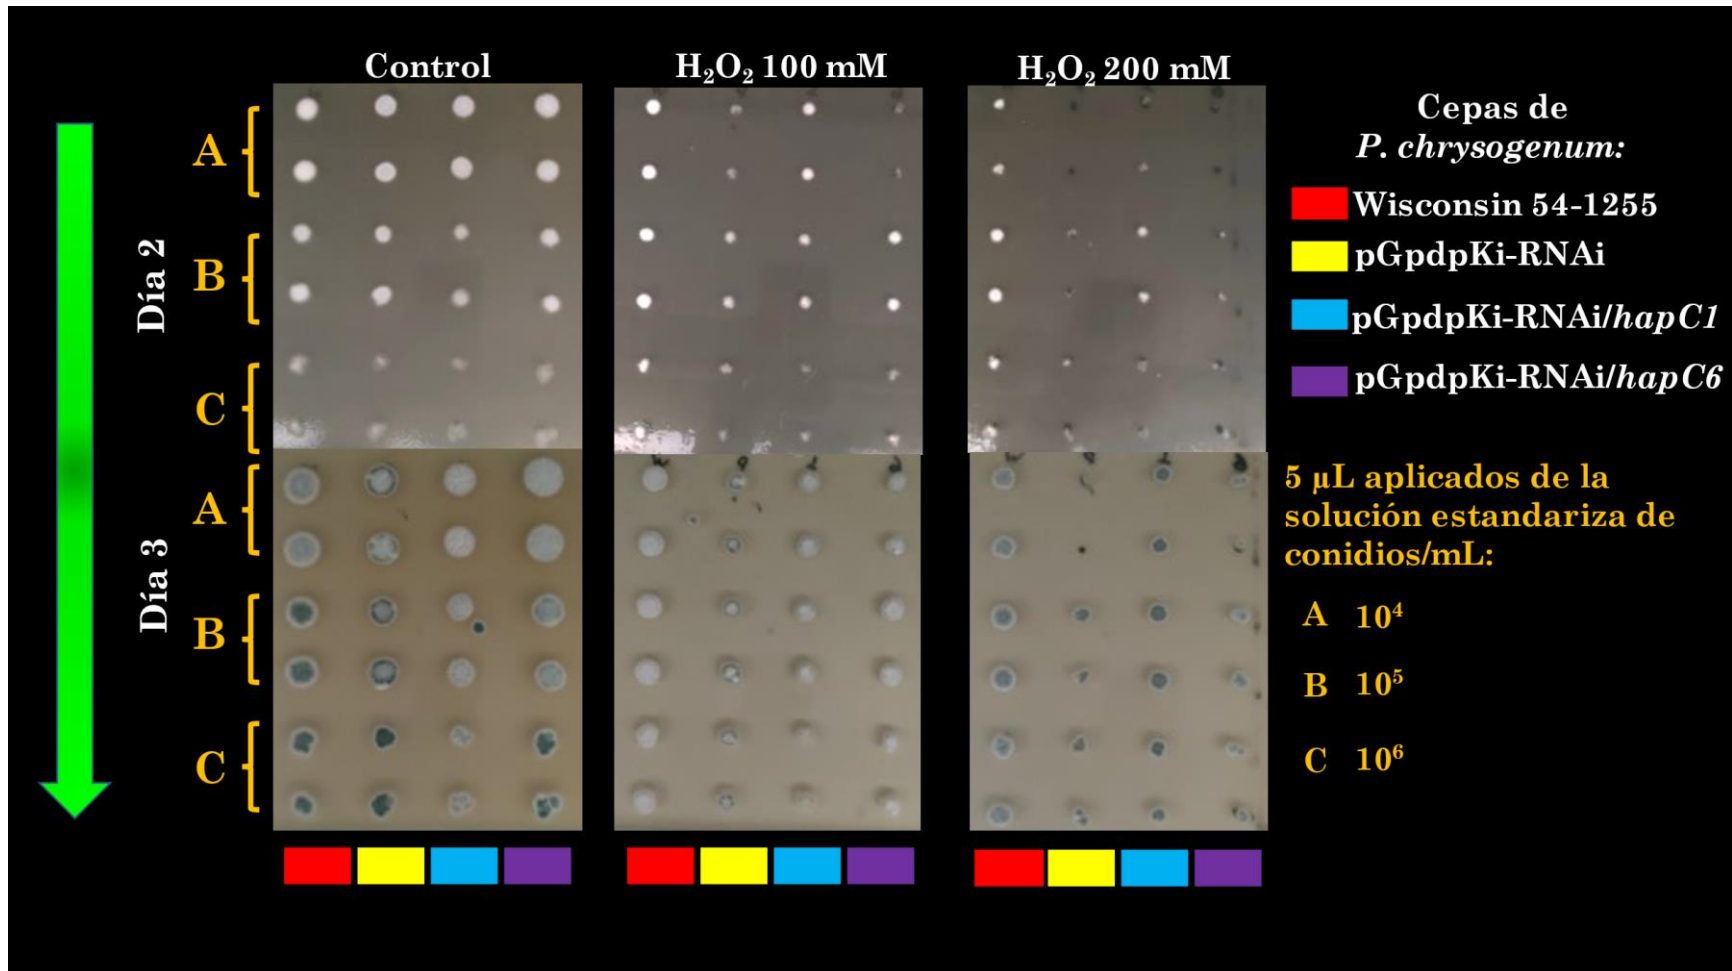 Control
H₂O₂ 100 mM
H₂O₂ 200 mM
Día 2
A
B
C
Día 3
A
B
C
Cepas de
P. chrysogenum:
Wisconsin 54-1255
pGpdpKi-RNAi
pGpdpKi-RNAi/hapC1
pGpdpKi-RNAi/hapC6
5 µL aplicados de la
solución estandariza de
conidios/mL:
A 10⁴
B 10⁵
C 10⁶